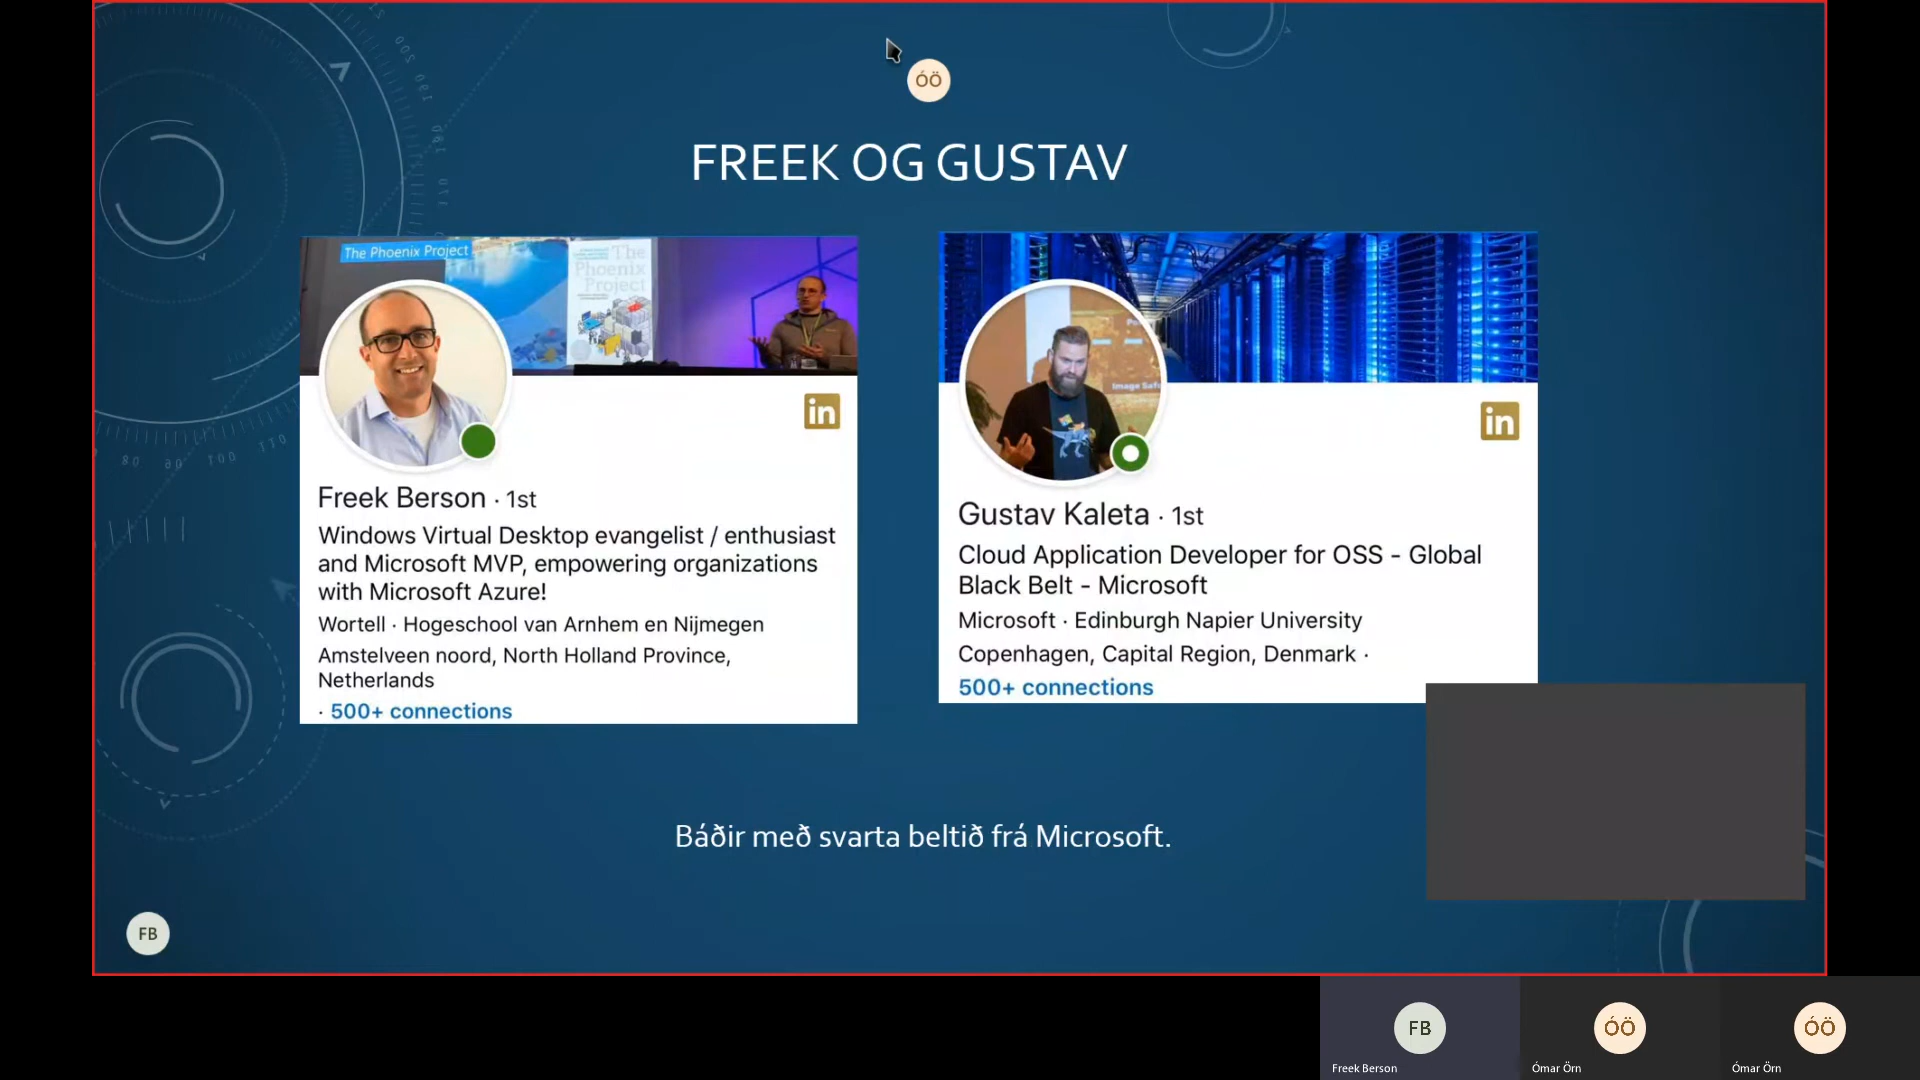 ÓÖ
FREEK OG GUSTAV
The Phoenix Project
The
Phoenix
Project
in
Freek Berson · 1st
Windows Virtual Desktop evangelist / enthusiast
and Microsoft MVP, empowering organizations
with Microsoft Azure!
Wortell · Hogeschool van Arnhem en Nijmegen
Amstelveen noord, North Holland Province,
Netherlands
· 500+ connections
in
Gustav Kaleta · 1st
Cloud Application Developer for OSS - Global
Black Belt - Microsoft
Microsoft · Edinburgh Napier University
Copenhagen, Capital Region, Denmark ·
500+ connections
Báðir með svarta beltið frá Microsoft.
FB
FB
Freek Berson
ÓÖ
Ómar Örn
ÓÖ
Ómar Örn